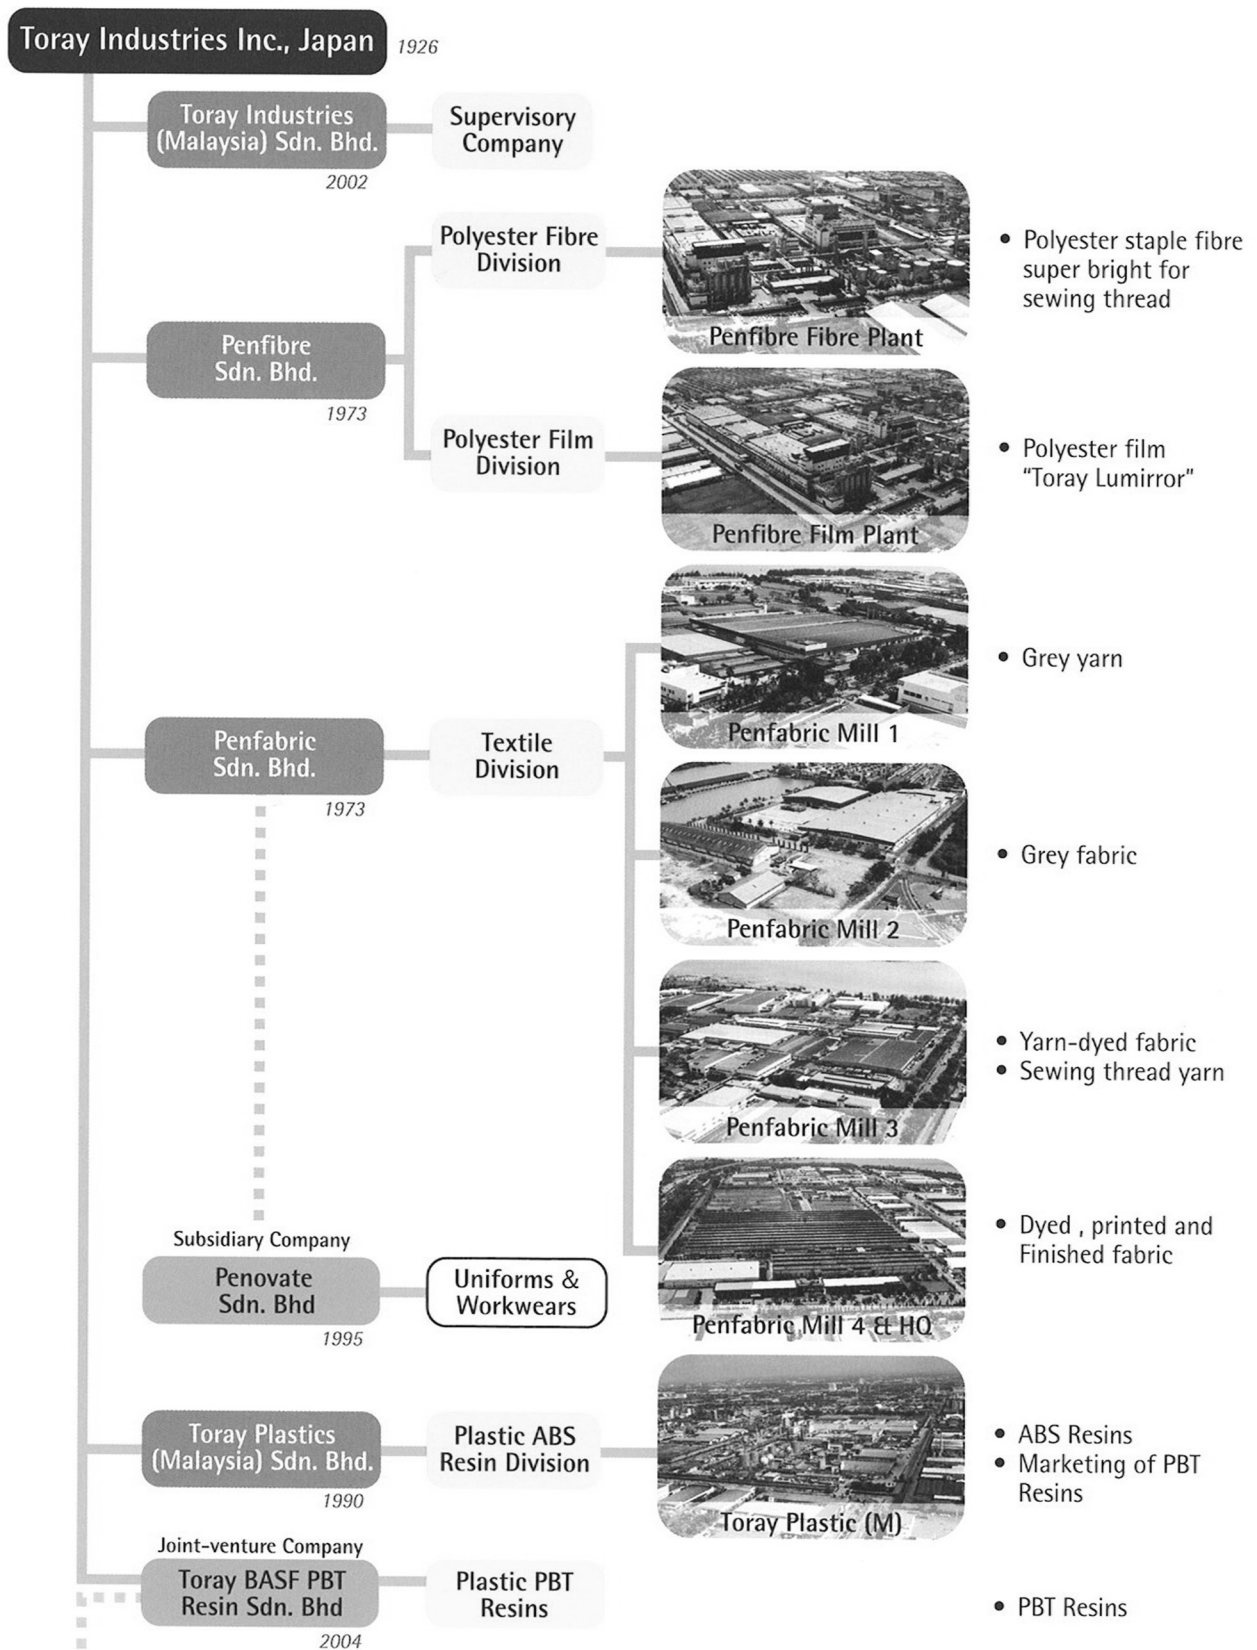 Toray Industries Inc., Japan 1926
Toray Industries
(Malaysia) Sdn. Bhd.
2002
Supervisory
Company
Polyester Fibre
Division
Penfibre Fibre Plant
• Polyester staple fibre
super bright for
sewing thread
Penfibre
Sdn. Bhd.
1973
Polyester Film
Division
Penfibre Film Plant
• Polyester film
"Toray Lumirror"
Penfabric Mill 1
• Grey yarn
Penfabric
Sdn. Bhd.
1973
Textile
Division
Penfabric Mill 2
• Grey fabric
Penfabric Mill 3
• Yarn-dyed fabric
• Sewing thread yarn
Penfabric Mill 4 & HQ
• Dyed , printed and
Finished fabric
Subsidiary Company
Penovate
Sdn. Bhd
1995
Uniforms &
Workwears
Toray Plastics
(Malaysia) Sdn. Bhd.
1990
Plastic ABS
Resin Division
Toray Plastic (M)
• ABS Resins
• Marketing of PBT
Resins
Joint-venture Company
Toray BASF PBT
Resin Sdn. Bhd
2004
Plastic PBT
Resins
• PBT Resins